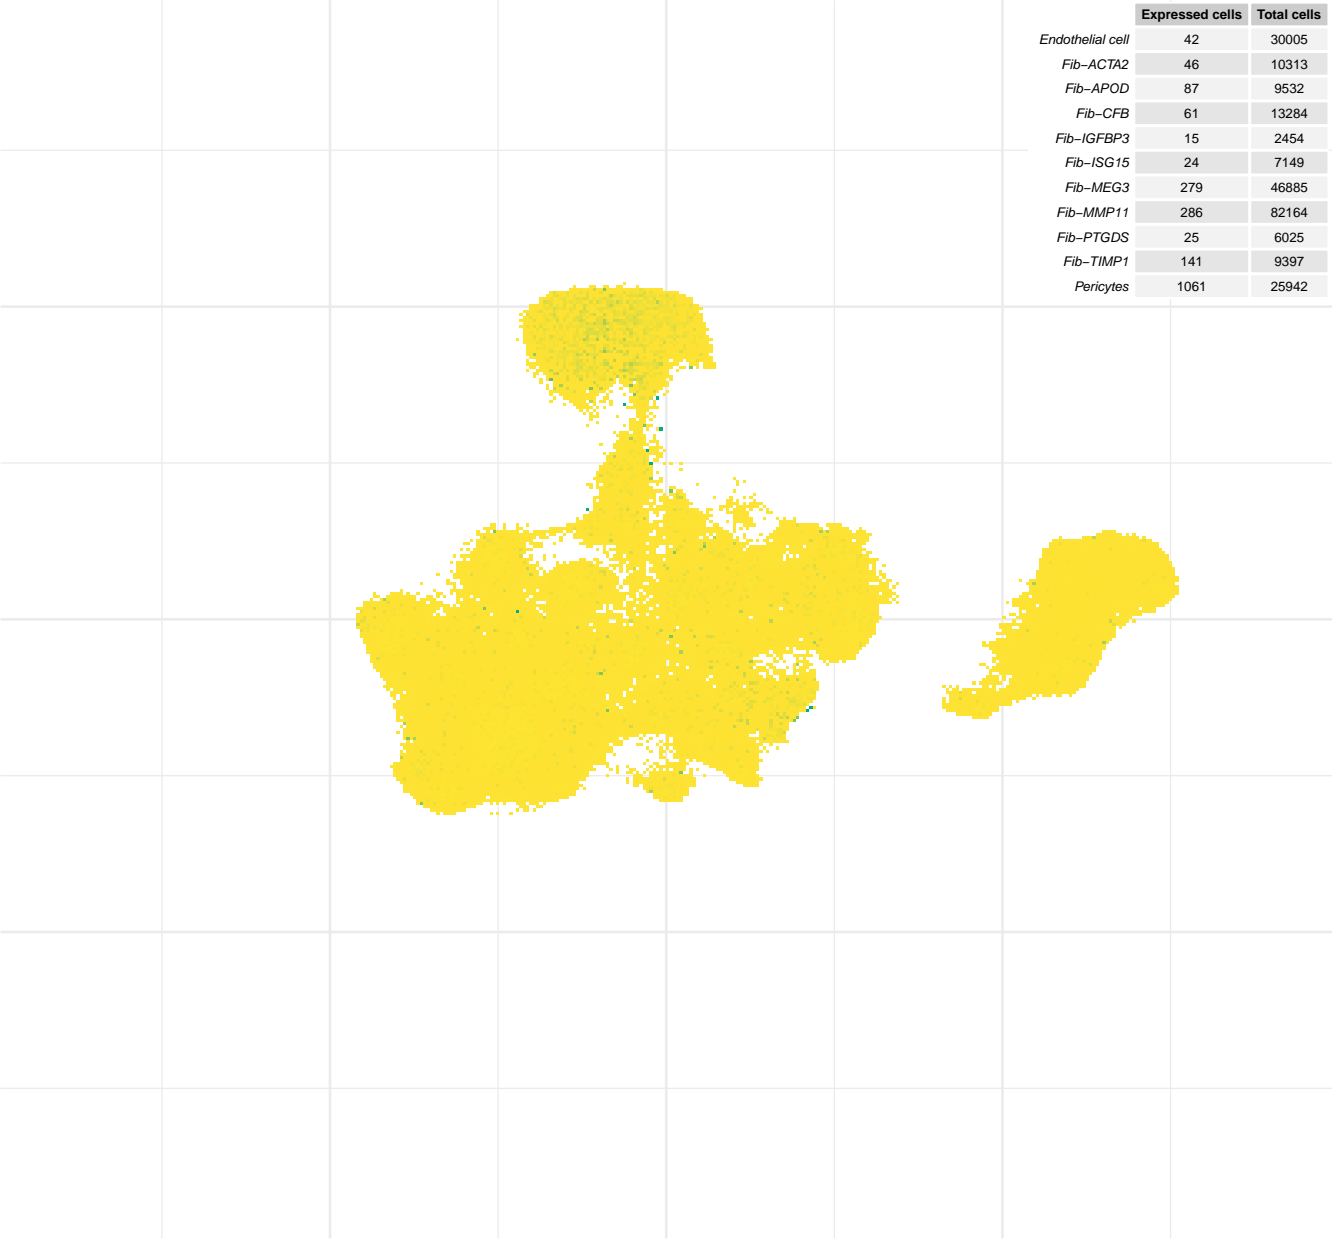 Expressed cells Total cells
Endothelial cell 42 30005
Fib−ACTA2 46 10313
Fib−APOD 87 9532
Fib−CFB 61 13284
Fib−IGFBP3 15 2454
Fib−ISG15 24 7149
Fib−MEG3 279 46885
Fib−MMP11 286 82164
Fib−PTGDS 25 6025
Fib−TIMP1 141 9397
Pericytes 1061 25942